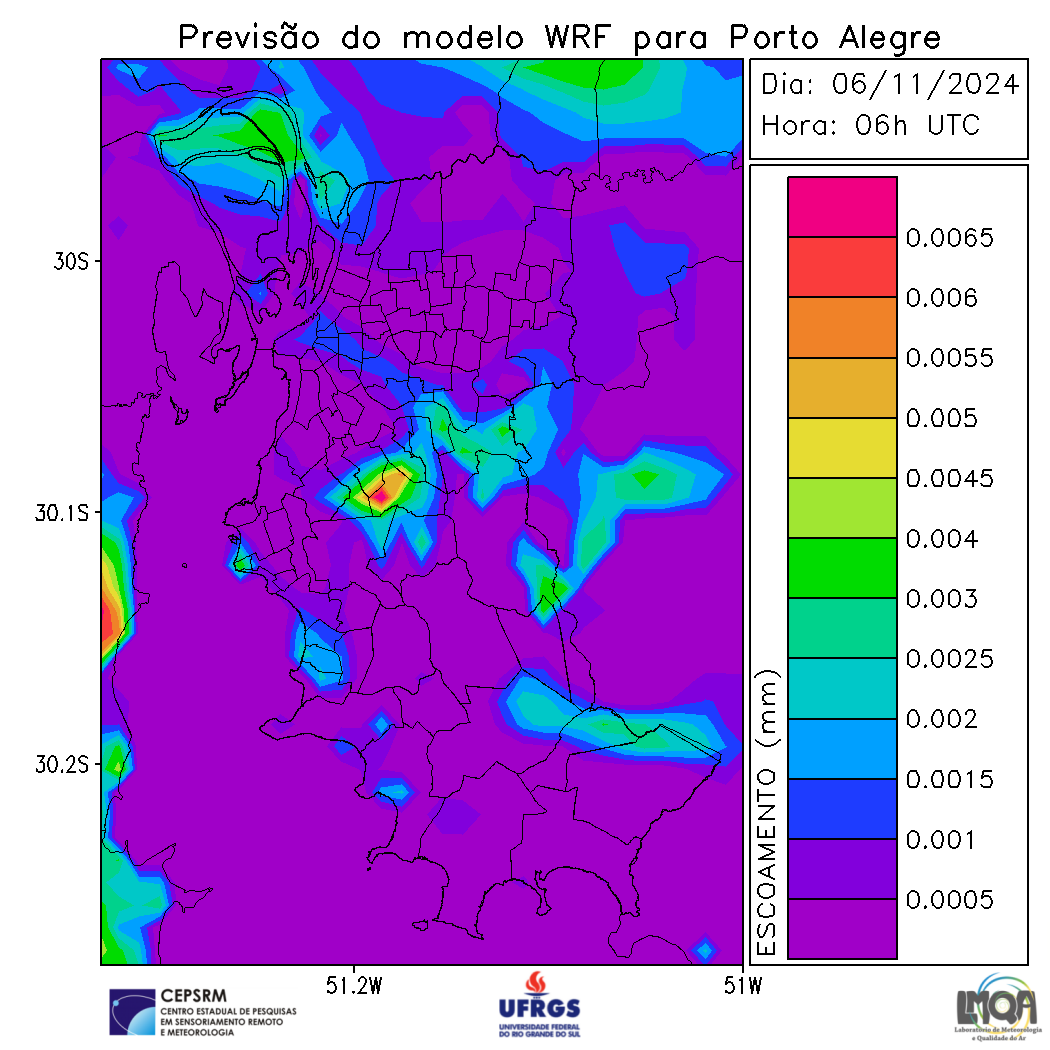 Previsão do modelo WRF para Porto Alegre
Dia: 06/11/2024
Hora: 06h UTC
30S
30.1S
30.2S
51.2W
51W
ESCOAMENTO (mm)
0.0065
0.006
0.0055
0.005
0.0045
0.004
0.003
0.0025
0.002
0.0015
0.001
0.0005
CEPSRM
CENTRO ESTADUAL DE PESQUISAS
EM SENSORIAMENTO REMOTO
E METEOROLOGIA
UFRGS
UNIVERSIDADE FEDERAL
DO RIO GRANDE DO SUL
LMQA
Laboratório de Meteorologia
e Qualidade do Ar